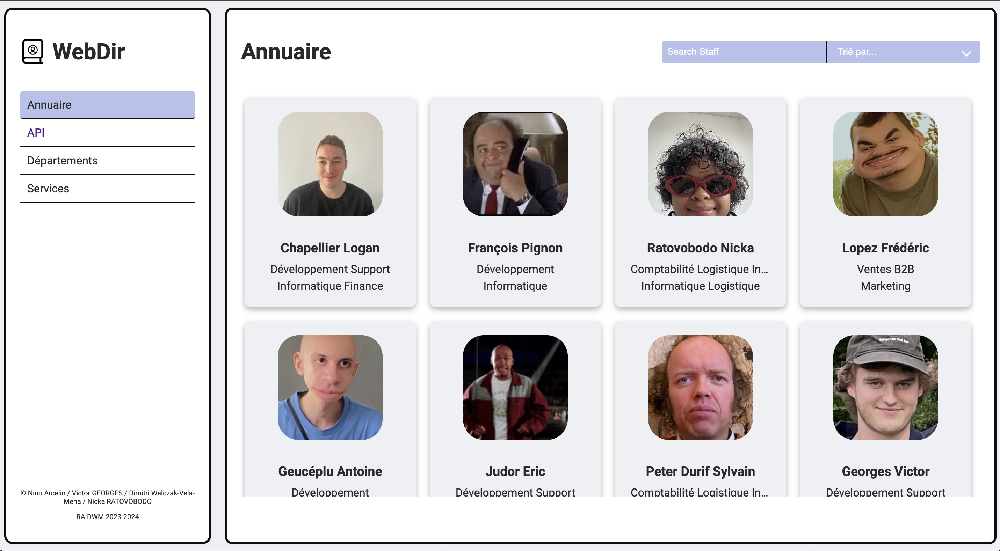 WebDir
Annuaire
API
Départements
Services
© Nino Arcelin / Victor GEORGES / Dimitri Walczak-Vela-
Mena / Nicka RATOVOBODO
RA-DWM 2023-2024
Annuaire
Search Staff
Trié par...
Chapellier Logan
Développement Support
Informatique Finance
François Pignon
Développement
Informatique
Ratovobodo Nicka
Comptabilité Logistique In...
Informatique Logistique
Lopez Frédéric
Ventes B2B
Marketing
Geucéplu Antoine
Développement
Judor Eric
Développement Support
Peter Durif Sylvain
Comptabilité Logistique In...
Georges Victor
Développement Support